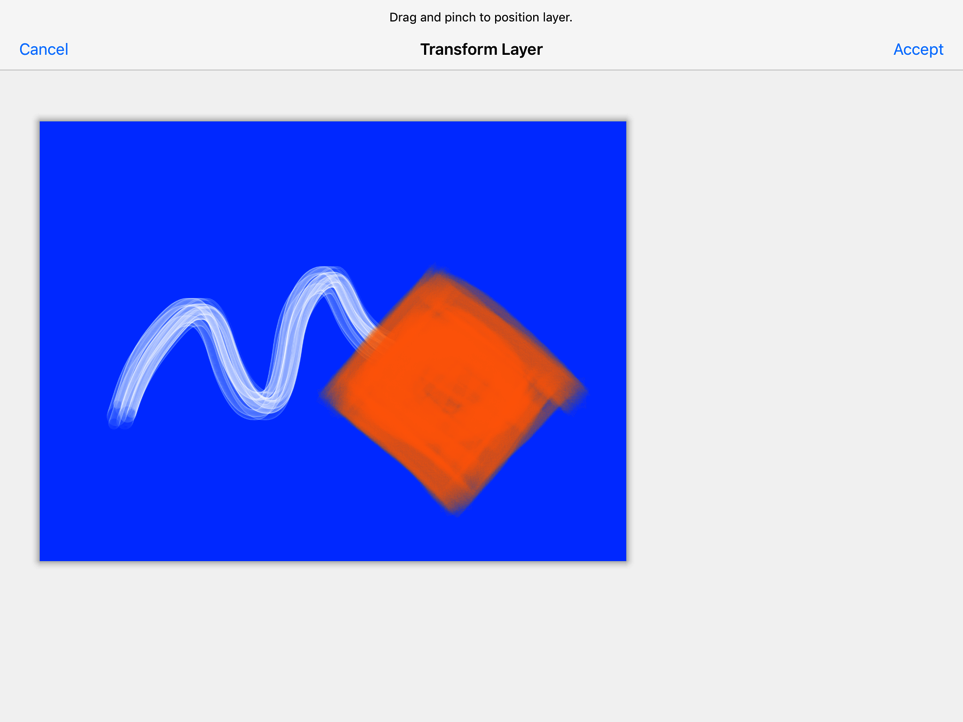 Drag and pinch to position layer.
Cancel
Transform Layer
Accept